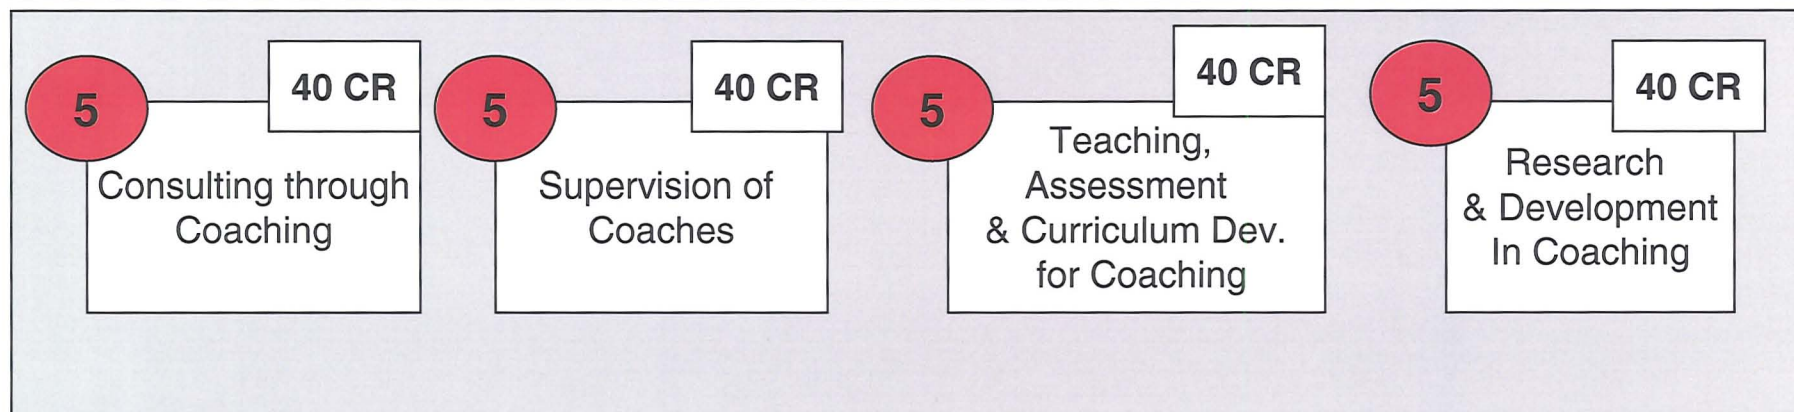 5
40 CR
Consulting through
Coaching
5
40 CR
Supervision of
Coaches
5
40 CR
Teaching,
Assessment
& Curriculum Dev.
for Coaching
5
40 CR
Research
& Development
In Coaching